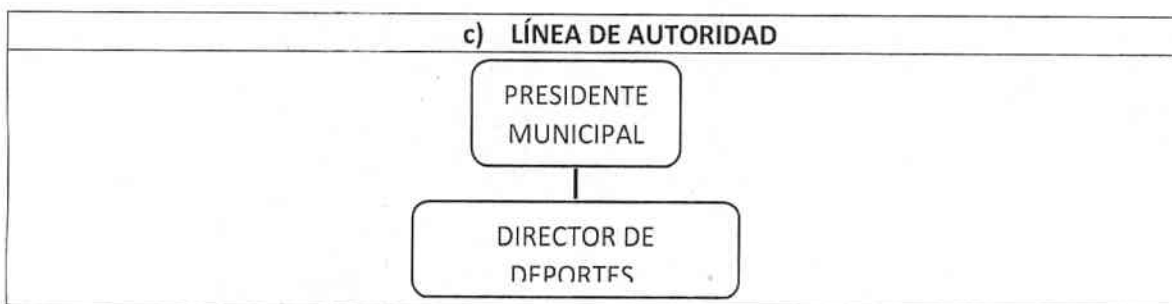 c) LÍNEA DE AUTORIDAD
PRESIDENTE
MUNICIPAL
DIRECTOR DE
DEPORTES